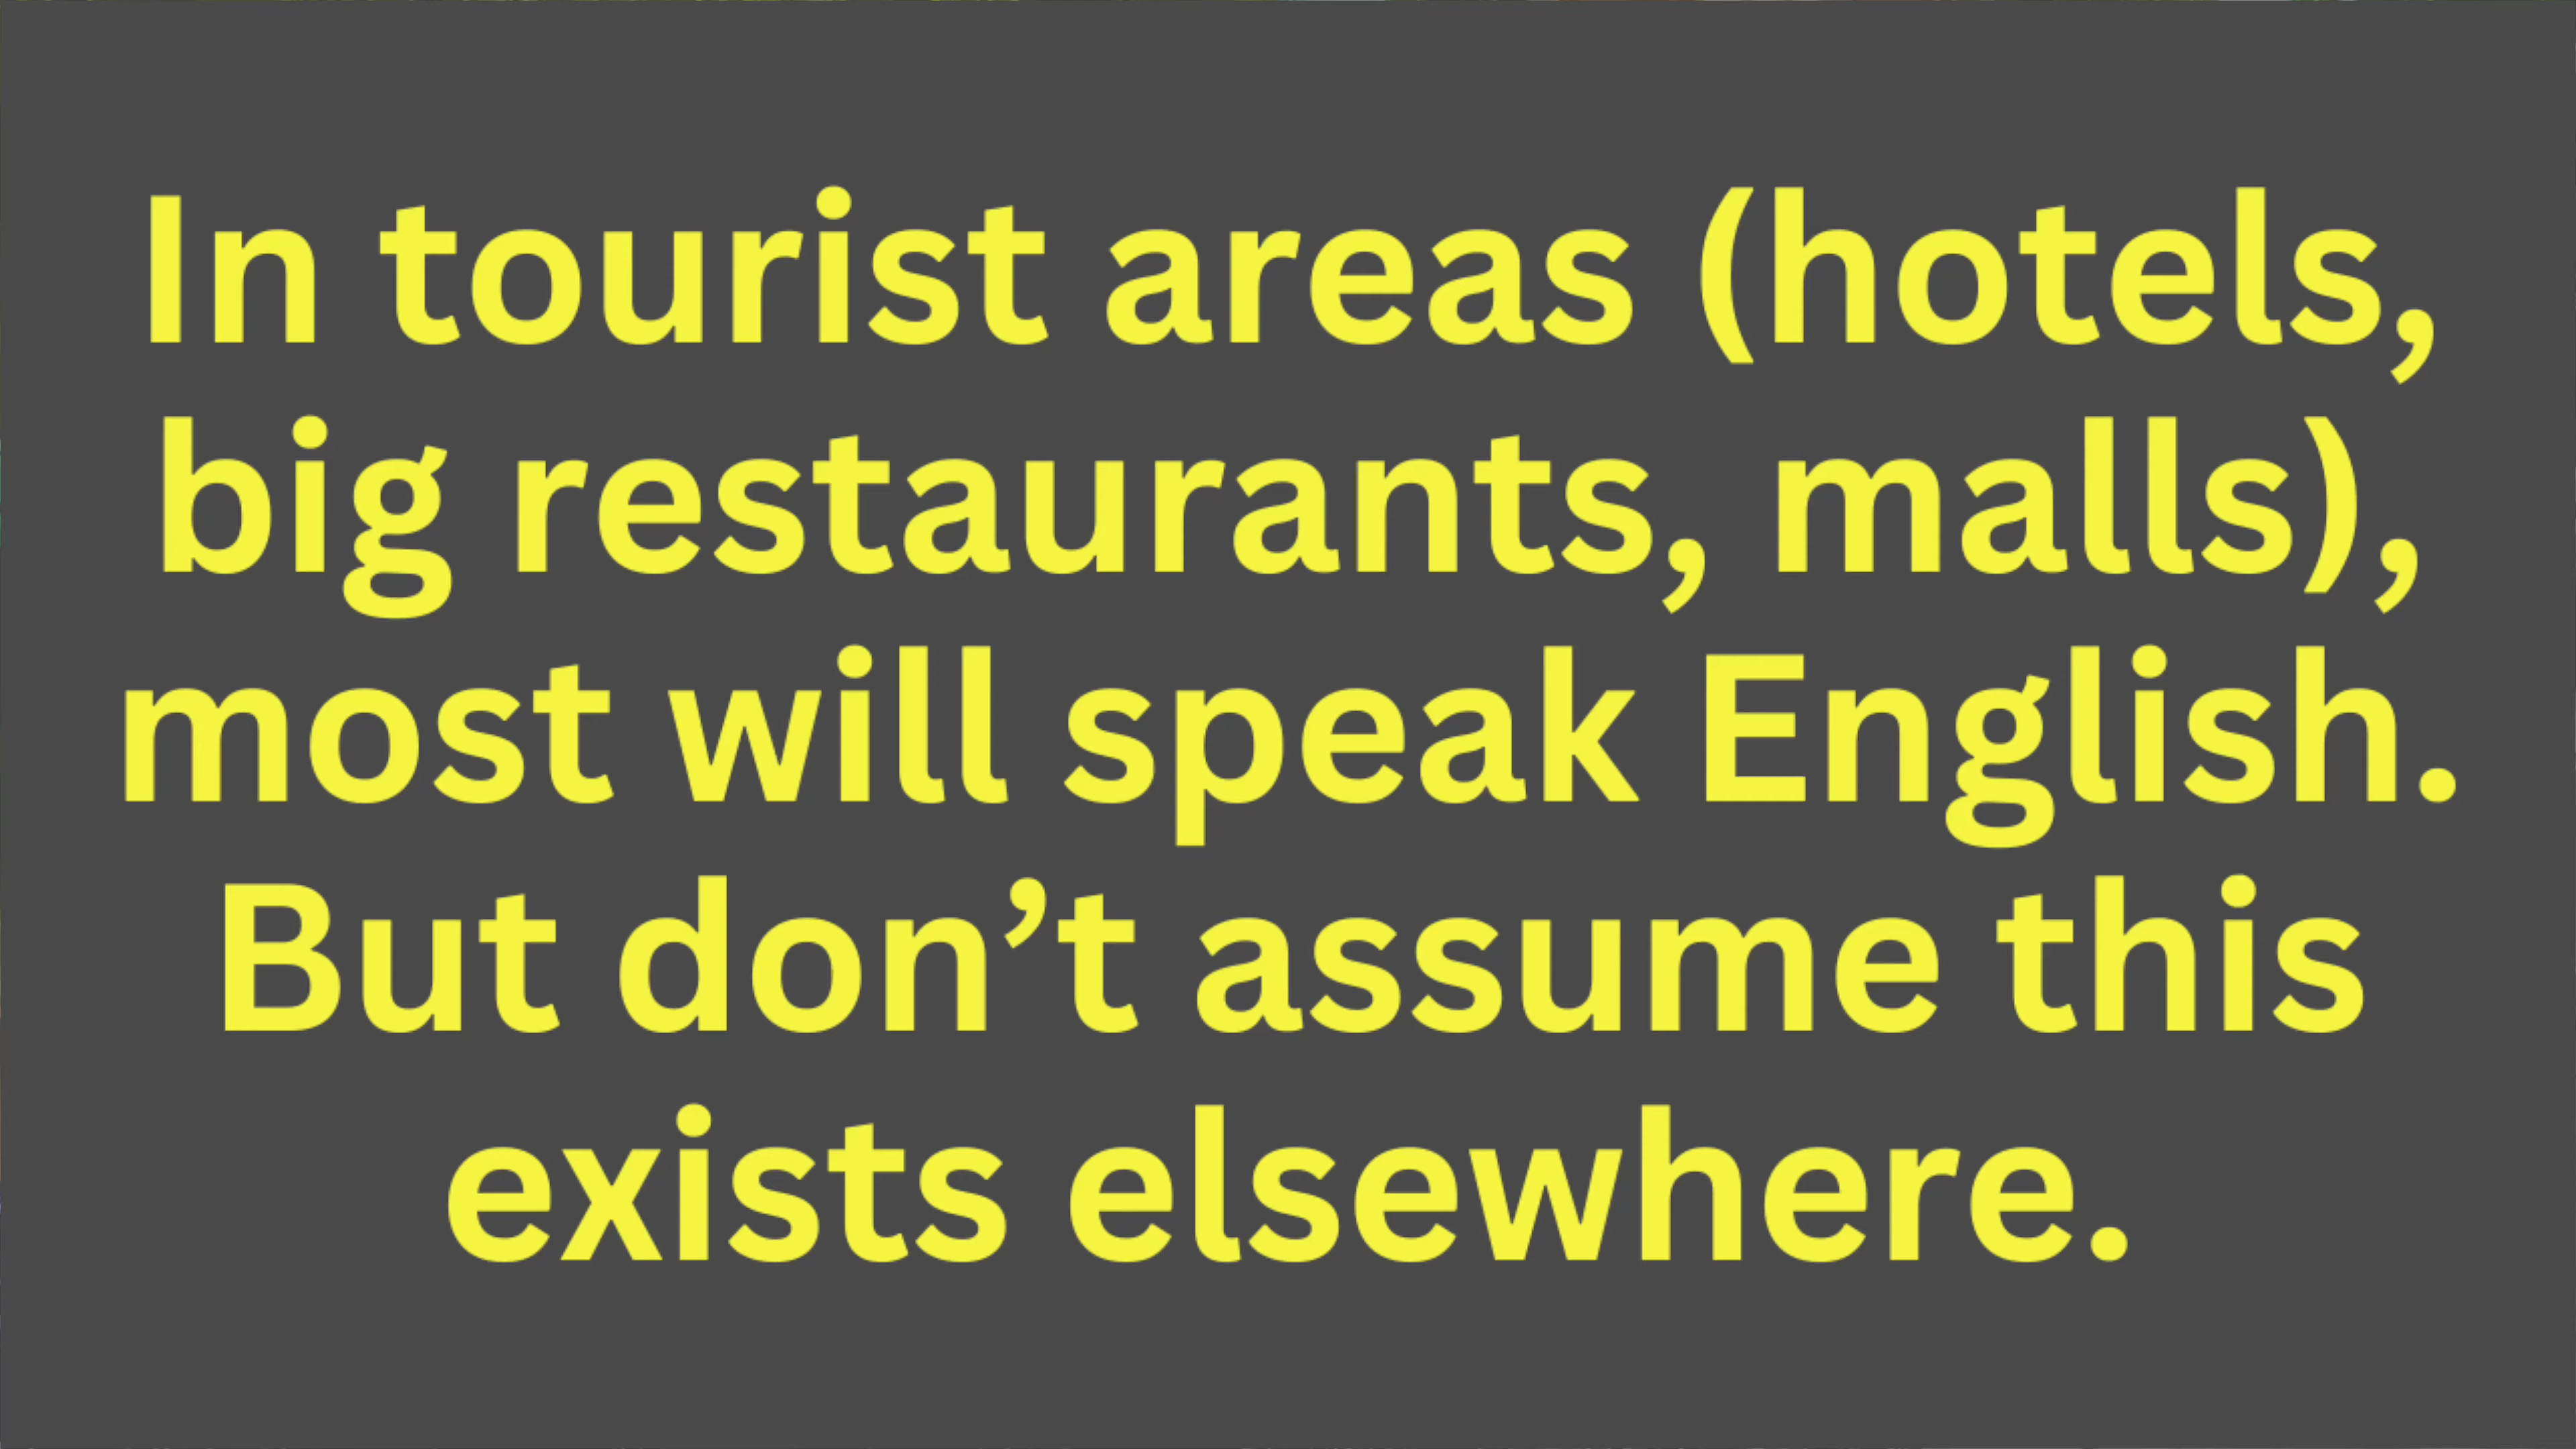 In tourist areas (hotels,
big restaurants, malls),
most will speak English.
But don’t assume this
exists elsewhere.